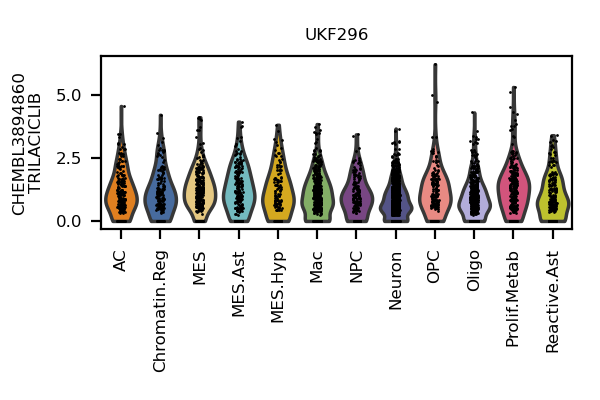 UKF296
CHEMBL3894860
TRILACICLIB
5.0
2.5
0.0
AC
Chromatin.Reg
MES
MES.Ast
MES.Hyp
Mac
NPC
Neuron
OPC
Oligo
Prolif.Metab
Reactive.Ast